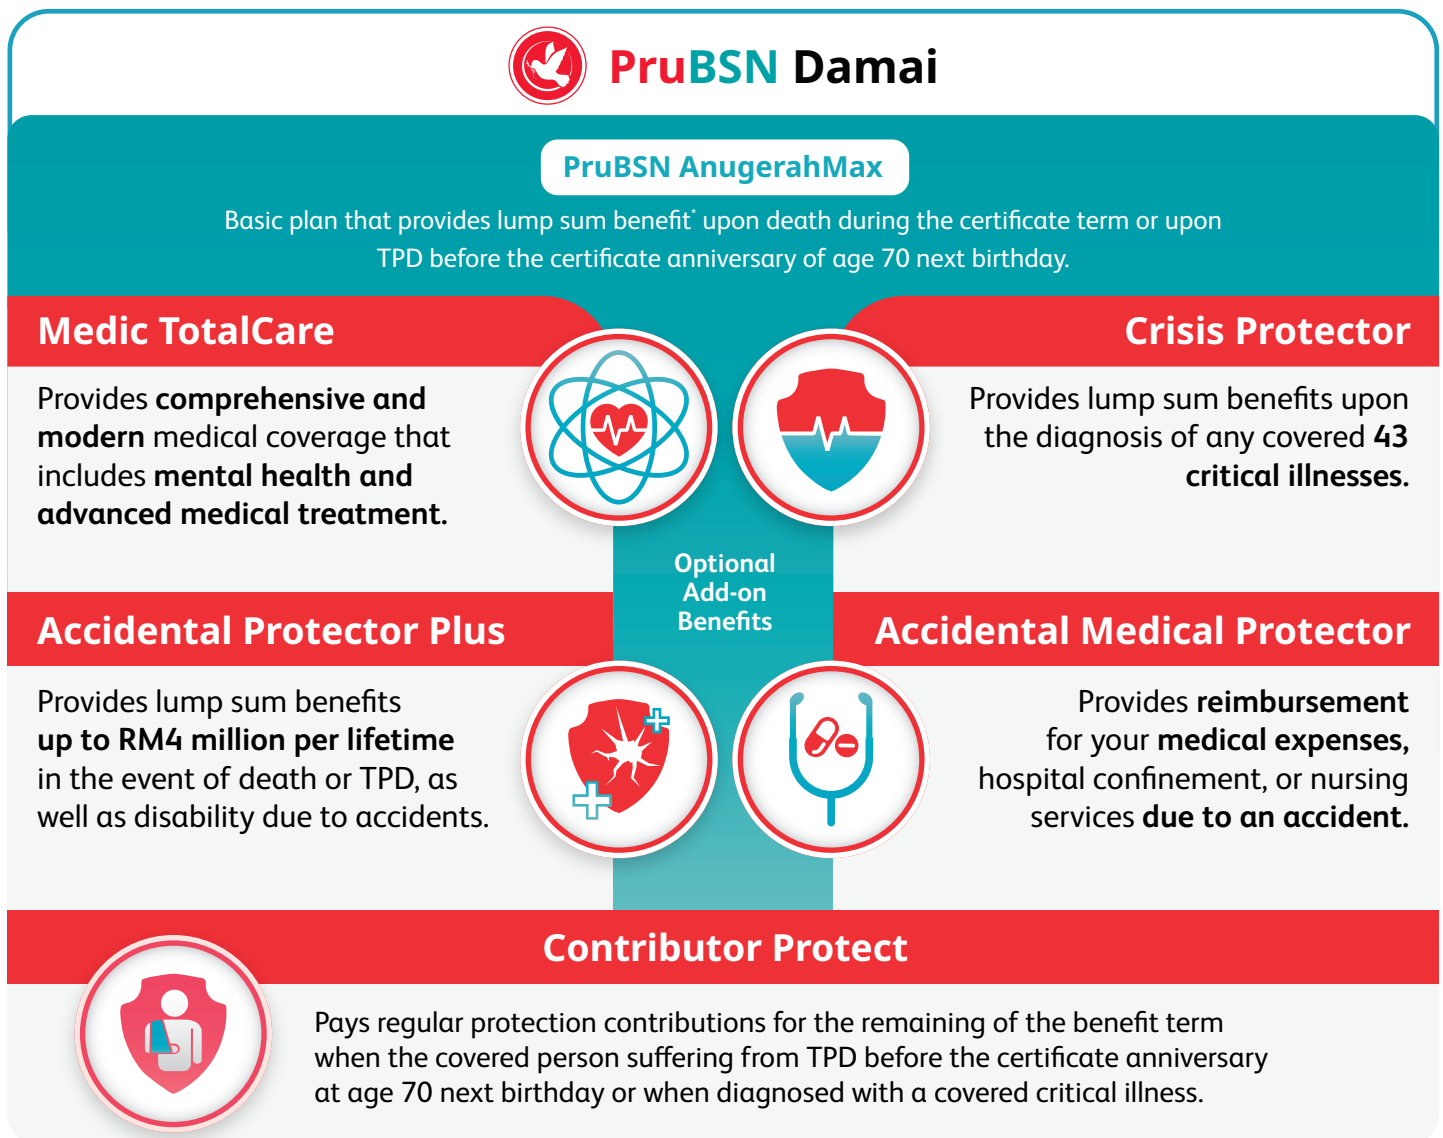 PruBSN Damai
PruBSN AnugerahMax
Basic plan that provides lump sum benefit* upon death during the certificate term or upon
TPD before the certificate anniversary of age 70 next birthday.
Medic TotalCare
Provides comprehensive and
modern medical coverage that
includes mental health and
advanced medical treatment.
Crisis Protector
Provides lump sum benefits upon
the diagnosis of any covered 43
critical illnesses.
Optional
Add-on
Benefits
Accidental Protector Plus
Provides lump sum benefits
up to RM4 million per lifetime
in the event of death or TPD, as
well as disability due to accidents.
Accidental Medical Protector
Provides reimbursement
for your medical expenses,
hospital confinement, or nursing
services due to an accident.
Contributor Protect
Pays regular protection contributions for the remaining of the benefit term
when the covered person suffering from TPD before the certificate anniversary
at age 70 next birthday or when diagnosed with a covered critical illness.